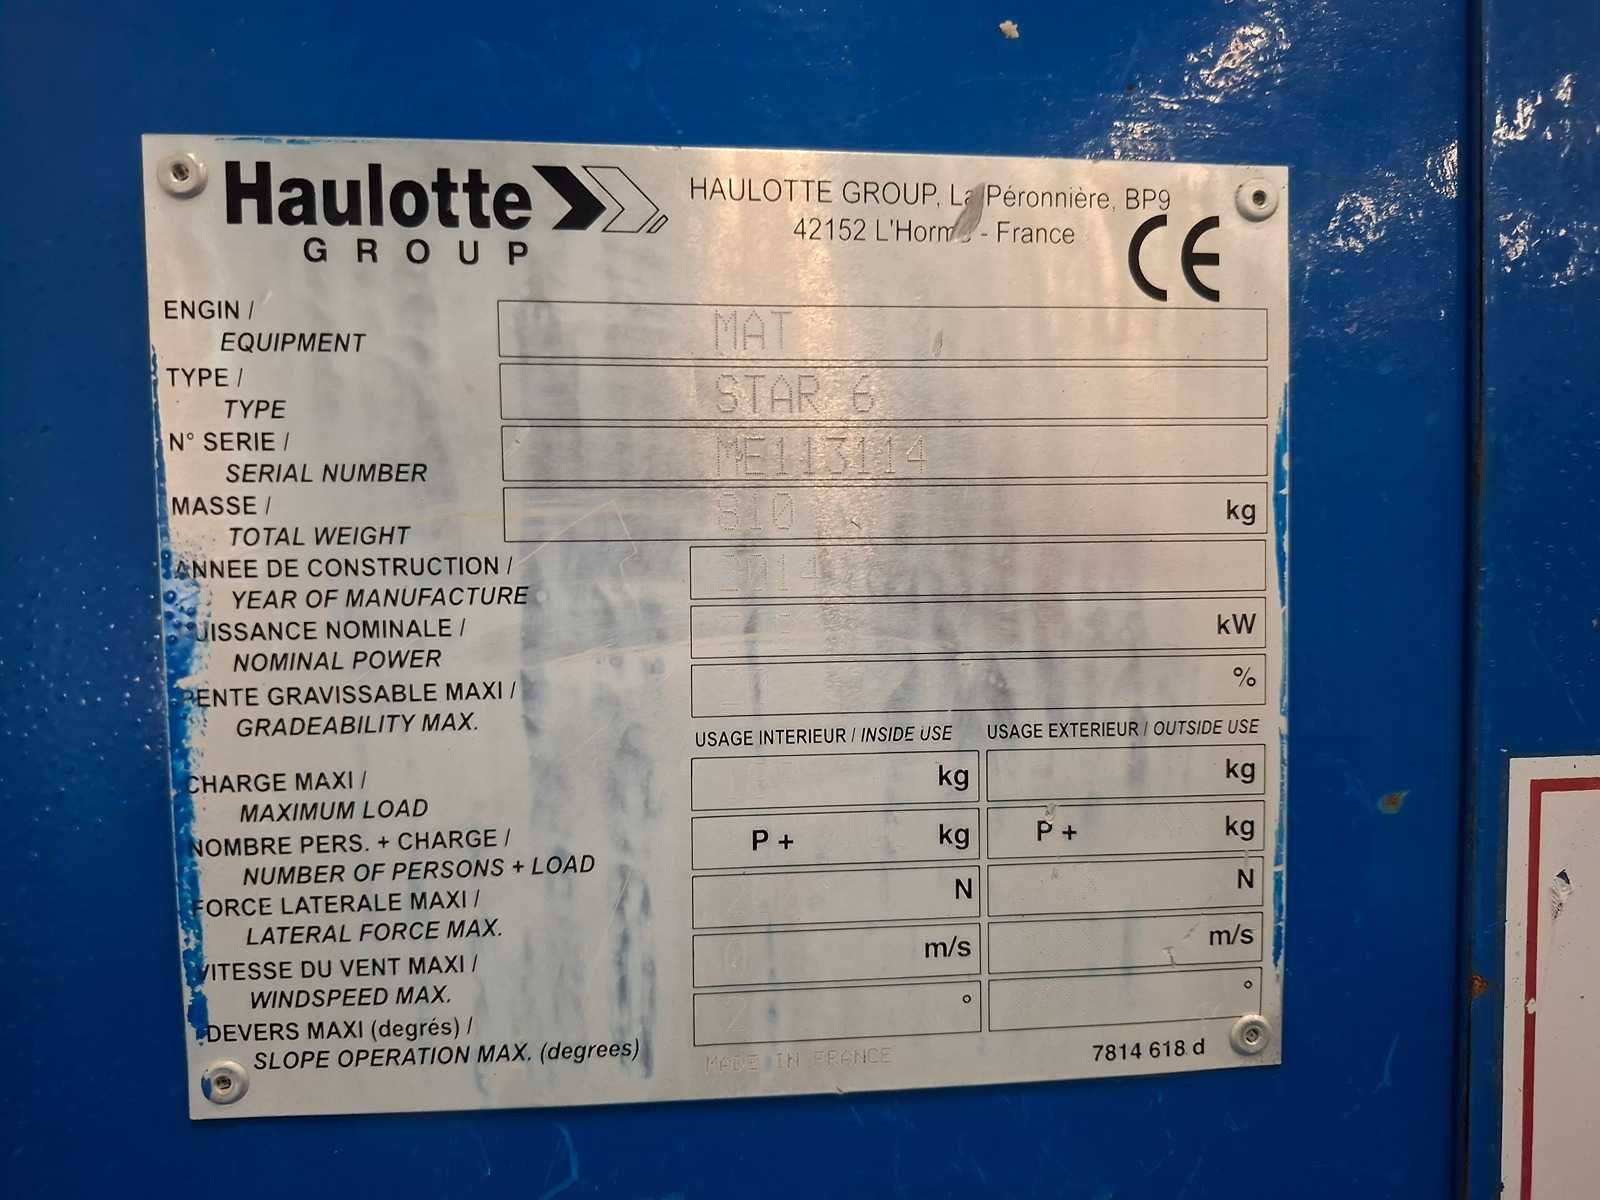 Haulotte
GROUP
HAULOTTE GROUP, La Péronnière, BP9
42152 L'Horme - France
CE
ENGIN /
EQUIPMENT
MAT
TYPE /
TYPE
STAR 6
N° SERIE /
SERIAL NUMBER
ME113114
MASSE /
TOTAL WEIGHT
810 kg
ANNEE DE CONSTRUCTION /
YEAR OF MANUFACTURE
2014
PUISSANCE NOMINALE /
NOMINAL POWER
kW
PENTE GRAVISSABLE MAXI /
GRADEABILITY MAX.
%
USAGE INTERIEUR / INSIDE USE USAGE EXTERIEUR / OUTSIDE USE
CHARGE MAXI /
MAXIMUM LOAD
kg kg
NOMBRE PERS. + CHARGE /
NUMBER OF PERSONS + LOAD
P + kg P + kg
FORCE LATERALE MAXI /
LATERAL FORCE MAX.
N N
VITESSE DU VENT MAXI /
WINDSPEED MAX.
0 m/s m/s
DEVERS MAXI (degrés) /
SLOPE OPERATION MAX. (degrees)
2 ° °
MADE IN FRANCE
7814 618 d